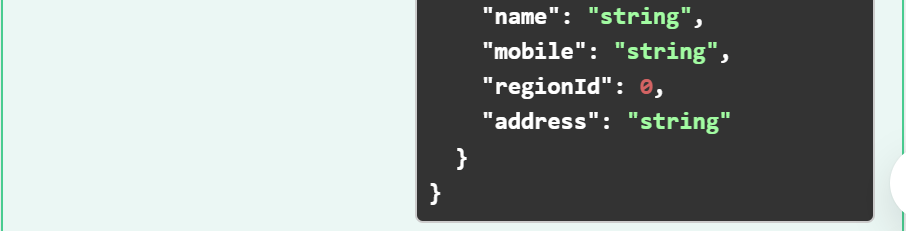 "name": "string",
"mobile": "string",
"regionId": 0,
"address": "string"
}
}